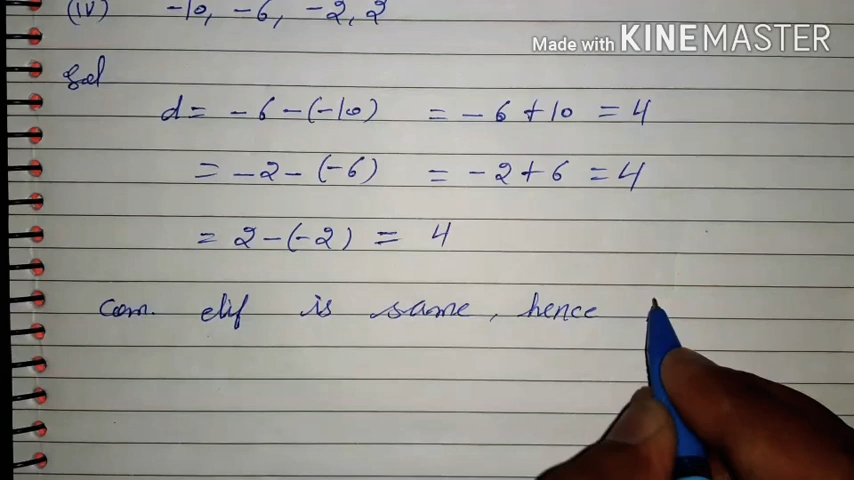 (iv) -10, -6, -2, 2
Made with KINEMASTER
Sol
d = -6-(-10) = -6+10 = 4
= -2-(-6) = -2+6 = 4
= 2-(-2) = 4
com. dif is same, hence